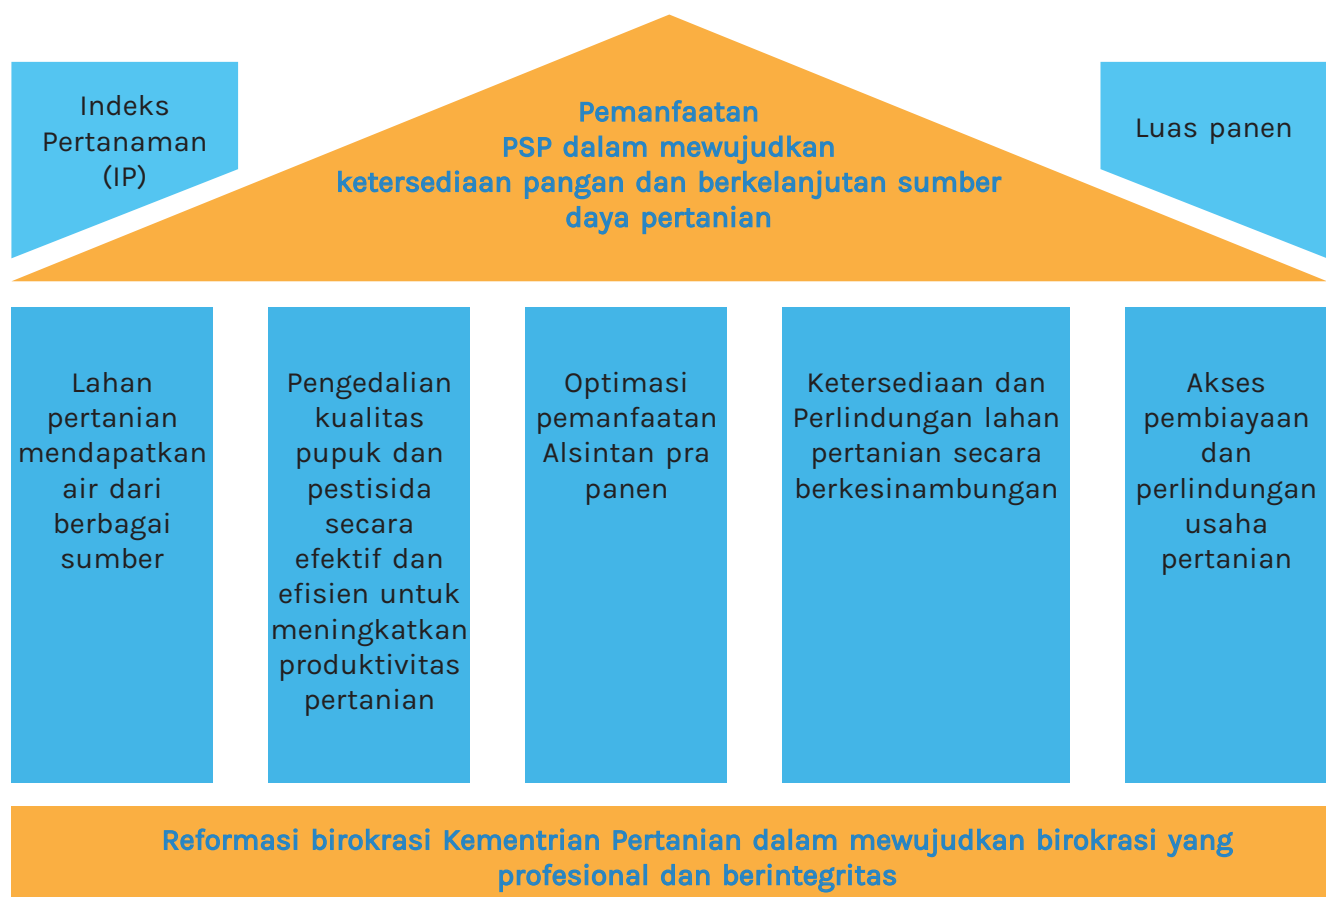 Indeks
Pertanaman
(IP)
Pemanfaatan
PSP dalam mewujudkan
ketersediaan pangan dan berkelanjutan sumber
daya pertanian
Luas panen
Lahan
pertanian
mendapatkan
air dari
berbagai
sumber
Pengedalian
kualitas
pupuk dan
pestisida
secara
efektif dan
efisien untuk
meningkatkan
produktivitas
pertanian
Optimasi
pemanfaatan
Alsintan pra
panen
Ketersediaan dan
Perlindungan lahan
pertanian secara
berkesinambungan
Akses
pembiayaan
dan
perlindungan
usaha
pertanian
Reformasi birokrasi Kementrian Pertanian dalam mewujudkan birokrasi yang
profesional dan berintegritas